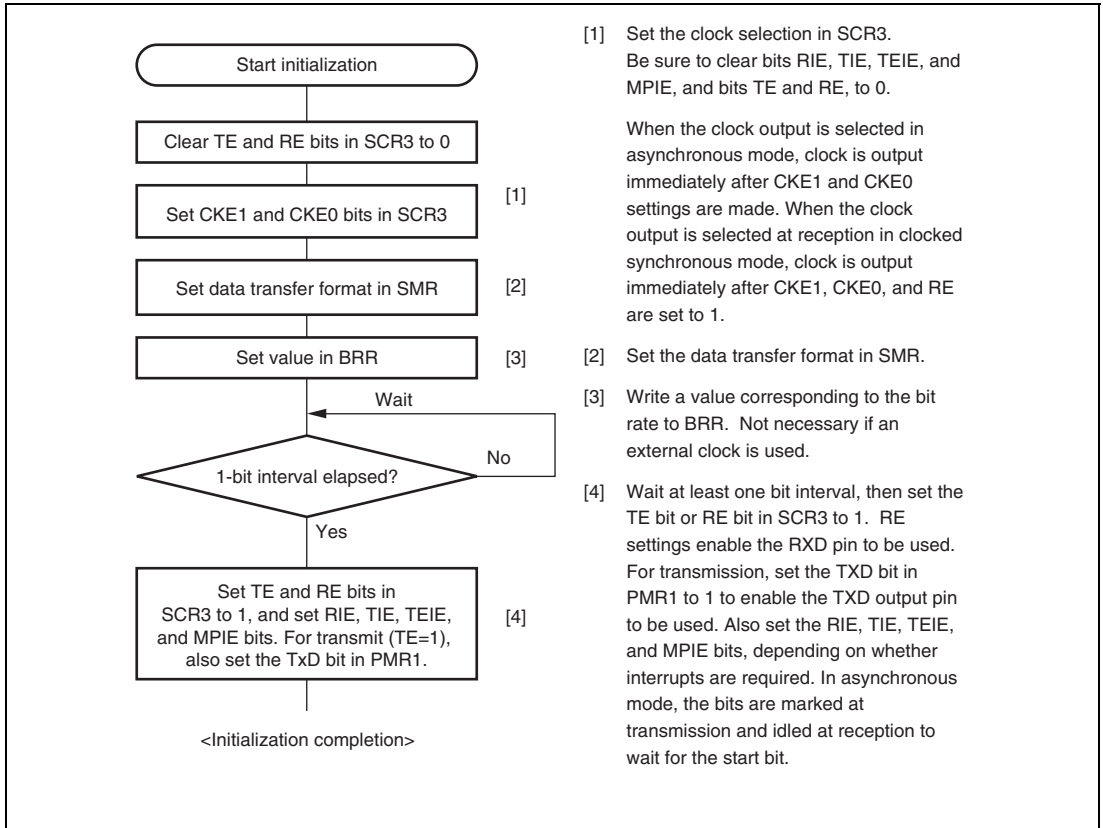 Start initialization
Clear TE and RE bits in SCR3 to 0
Set CKE1 and CKE0 bits in SCR3
[1]
Set data transfer format in SMR
[2]
Set value in BRR
[3]
Wait
1-bit interval elapsed?
No
Yes
Set TE and RE bits in
SCR3 to 1, and set RIE, TIE, TEIE,
and MPIE bits. For transmit (TE=1),
also set the TxD bit in PMR1.
[4]
<Initialization completion>
[1] Set the clock selection in SCR3.
Be sure to clear bits RIE, TIE, TEIE, and
MPIE, and bits TE and RE, to 0.
When the clock output is selected in
asynchronous mode, clock is output
immediately after CKE1 and CKE0
settings are made. When the clock
output is selected at reception in clocked
synchronous mode, clock is output
immediately after CKE1, CKE0, and RE
are set to 1.
[2] Set the data transfer format in SMR.
[3] Write a value corresponding to the bit
rate to BRR. Not necessary if an
external clock is used.
[4] Wait at least one bit interval, then set the
TE bit or RE bit in SCR3 to 1. RE
settings enable the RXD pin to be used.
For transmission, set the TXD bit in
PMR1 to 1 to enable the TXD output pin
to be used. Also set the RIE, TIE, TEIE,
and MPIE bits, depending on whether
interrupts are required. In asynchronous
mode, the bits are marked at
transmission and idled at reception to
wait for the start bit.